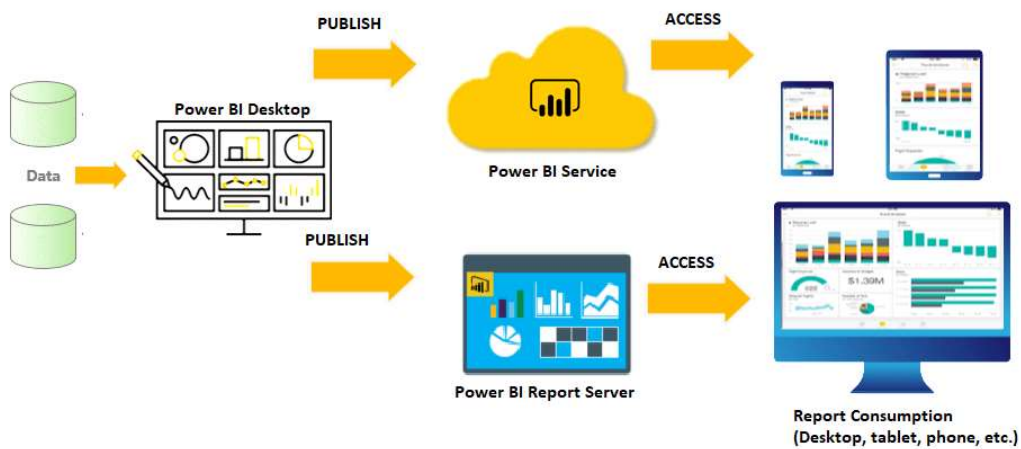 PUBLISH
ACCESS
Power BI Desktop
Data
Power BI Service
PUBLISH
ACCESS
$1.39M
Power BI Report Server
Report Consumption
(Desktop, tablet, phone, etc.)